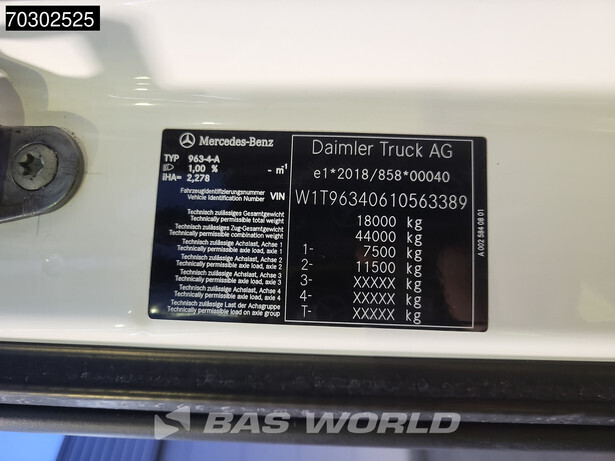 70302525
Mercedes-Benz
Daimler Truck AG
TYP 963-4-A
1,00 % - m⁻¹
IHA= 2,278
e1*2018/858*00040
Fahrzeugidentifizierungsnummer
Vehicle Identification Number VIN W1T96340610563389
Technisch zulässiges Gesamtgewicht
Technically permissible total weight 18000 kg
Technisch zulässiges Zug-Gesamtgewicht
Technically permissible combination weight 44000 kg
Technisch zulässige Achslast, Achse 1
Technically permissible axle load, axle 1 1- 7500 kg
Technisch zulässige Achslast, Achse 2
Technically permissible axle load, axle 2 2- 11500 kg
Technisch zulässige Achslast, Achse 3
Technically permissible axle load, axle 3 3- XXXXX kg
Technisch zulässige Achslast, Achse 4
Technically permissible axle load, axle 4 4- XXXXX kg
Technisch zulässige Last der Achsgruppe
Technically permissible load on axle group T- XXXXX kg
A 002 584 08 01
BAS WORLD